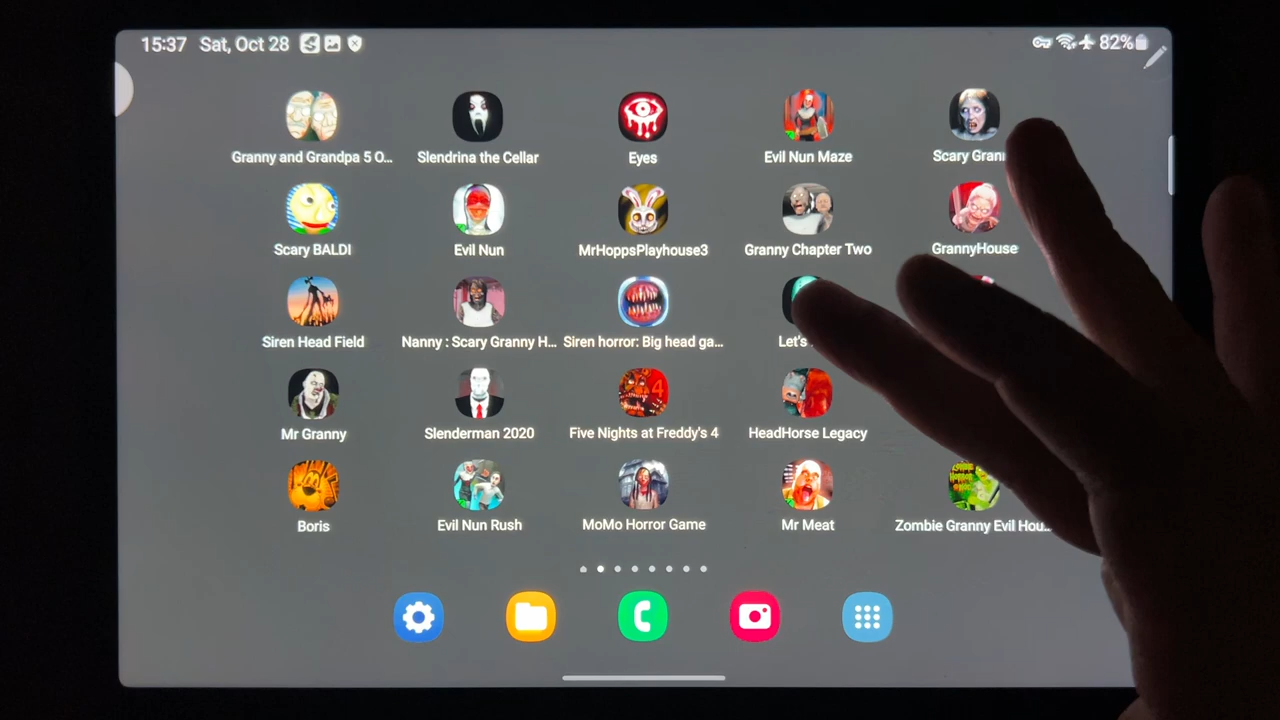 15:37 Sat, Oct 28 82%
Granny and Grandpa 5 O... Slendrina the Cellar Eyes Evil Nun Maze Scary
Scary BALDI Evil Nun MrHoppsPlayhouse3 Granny Chapter Two GrannyHouse
Siren Head Field Nanny : Scary Granny H... Siren horror: Big head ga... Let's
Mr Granny Slenderman 2020 Five Nights at Freddy's 4 HeadHorse Legacy
Boris Evil Nun Rush MoMo Horror Game Mr Meat Zombie Granny Evil Hou...